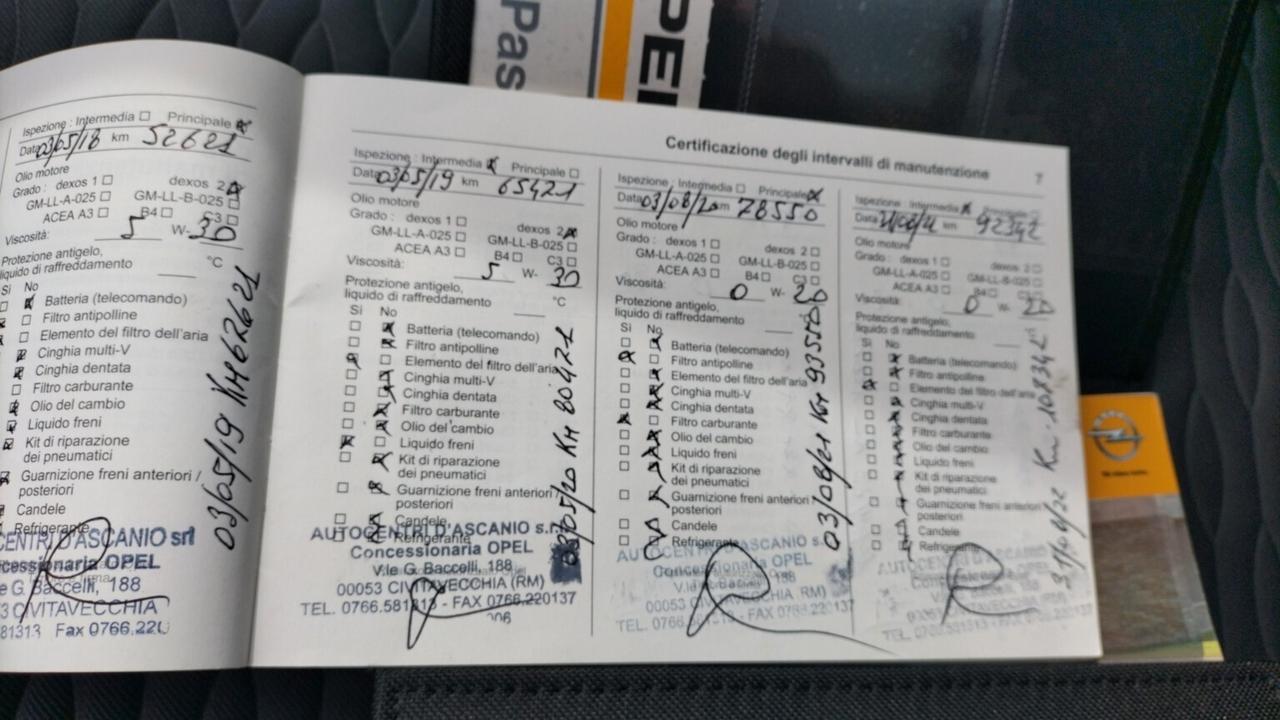 Pas
OPEL
Ispezione : Intermedia Principale
Data 03/05/18 km 52621
Olio motore
Grado : dexos 1 dexos 2
GM-LL-A-025 GM-LL-B-025
ACEA A3 B4 C3
Viscosità: 5 W- 30
Protezione antigelo,
liquido di raffreddamento °C
Si No
Batteria (telecomando)
Filtro antipolline
Elemento del filtro dell'aria
Cinghia multi-V
Cinghia dentata
Filtro carburante
Olio del cambio
Liquido freni
Kit di riparazione
dei pneumatici
Guarnizione freni anteriori /
posteriori
Candele
Refrigerante
CENTRI D'ASCANIO srl
OPEL
G. Baccelli, 188
CIVITAVECCHIA
81313 Fax 0766.220
03/05/19 KM 62621
Certificazione degli intervalli di manutenzione 7
Ispezione : Intermedia Principale
Data 03/05/19 km 65421
Olio motore
Grado : dexos 1 dexos 2
GM-LL-A-025 GM-LL-B-025
ACEA A3 B4 C3
Viscosità: 5 W- 30
Protezione antigelo,
liquido di raffreddamento °C
Si No
Batteria (telecomando)
Filtro antipolline
Elemento del filtro dell'aria
Cinghia multi-V
Cinghia dentata
Filtro carburante
Olio del cambio
Liquido freni
Kit di riparazione
dei pneumatici
Guarnizione freni anteriori /
posteriori
Candele
Refrigerante
AUTOCENTRI D'ASCANIO s.r.l.
Concessionaria OPEL
V.le G. Baccelli, 188
00053 CIVITAVECCHIA (RM)
TEL. 0766.581313 - FAX 0766.220137
03/05/20 KM 80421
Ispezione : Intermedia Principale
Data 03/08/20 km 78550
Olio motore
Grado : dexos 1 dexos 2
GM-LL-A-025 GM-LL-B-025
ACEA A3 B4 C3
Viscosità: 0 W- 20
Protezione antigelo,
liquido di raffreddamento °C
Si No
Batteria (telecomando)
Filtro antipolline
Elemento del filtro dell'aria
Cinghia multi-V
Cinghia dentata
Filtro carburante
Olio del cambio
Liquido freni
Kit di riparazione
dei pneumatici
Guarnizione freni anteriori
posteriori
Candele
Refrigerante
AUTOCENTRI D'ASCANIO s.
Concessionaria OPEL
00053 CIVITAVECCHIA (RM)
TEL. 0766.581313 - FAX 0766.220137
03/08/21 KM 93550
Ispezione : Intermedia Principale
Data km 92342
Olio motore
Grado : dexos 1 dexos 2
GM-LL-A-025 GM-LL-B-025
ACEA A3 B4 C3
Viscosità: 0 W- 20
Protezione antigelo,
liquido di raffreddamento °C
Si No
Batteria (telecomando)
Filtro antipolline
Elemento del filtro dell'aria
Cinghia multi-V
Cinghia dentata
Filtro carburante
Olio del cambio
Liquido freni
Kit di riparazione
dei pneumatici
Guarnizione freni anteriori
posteriori
Candele
Refrigerante